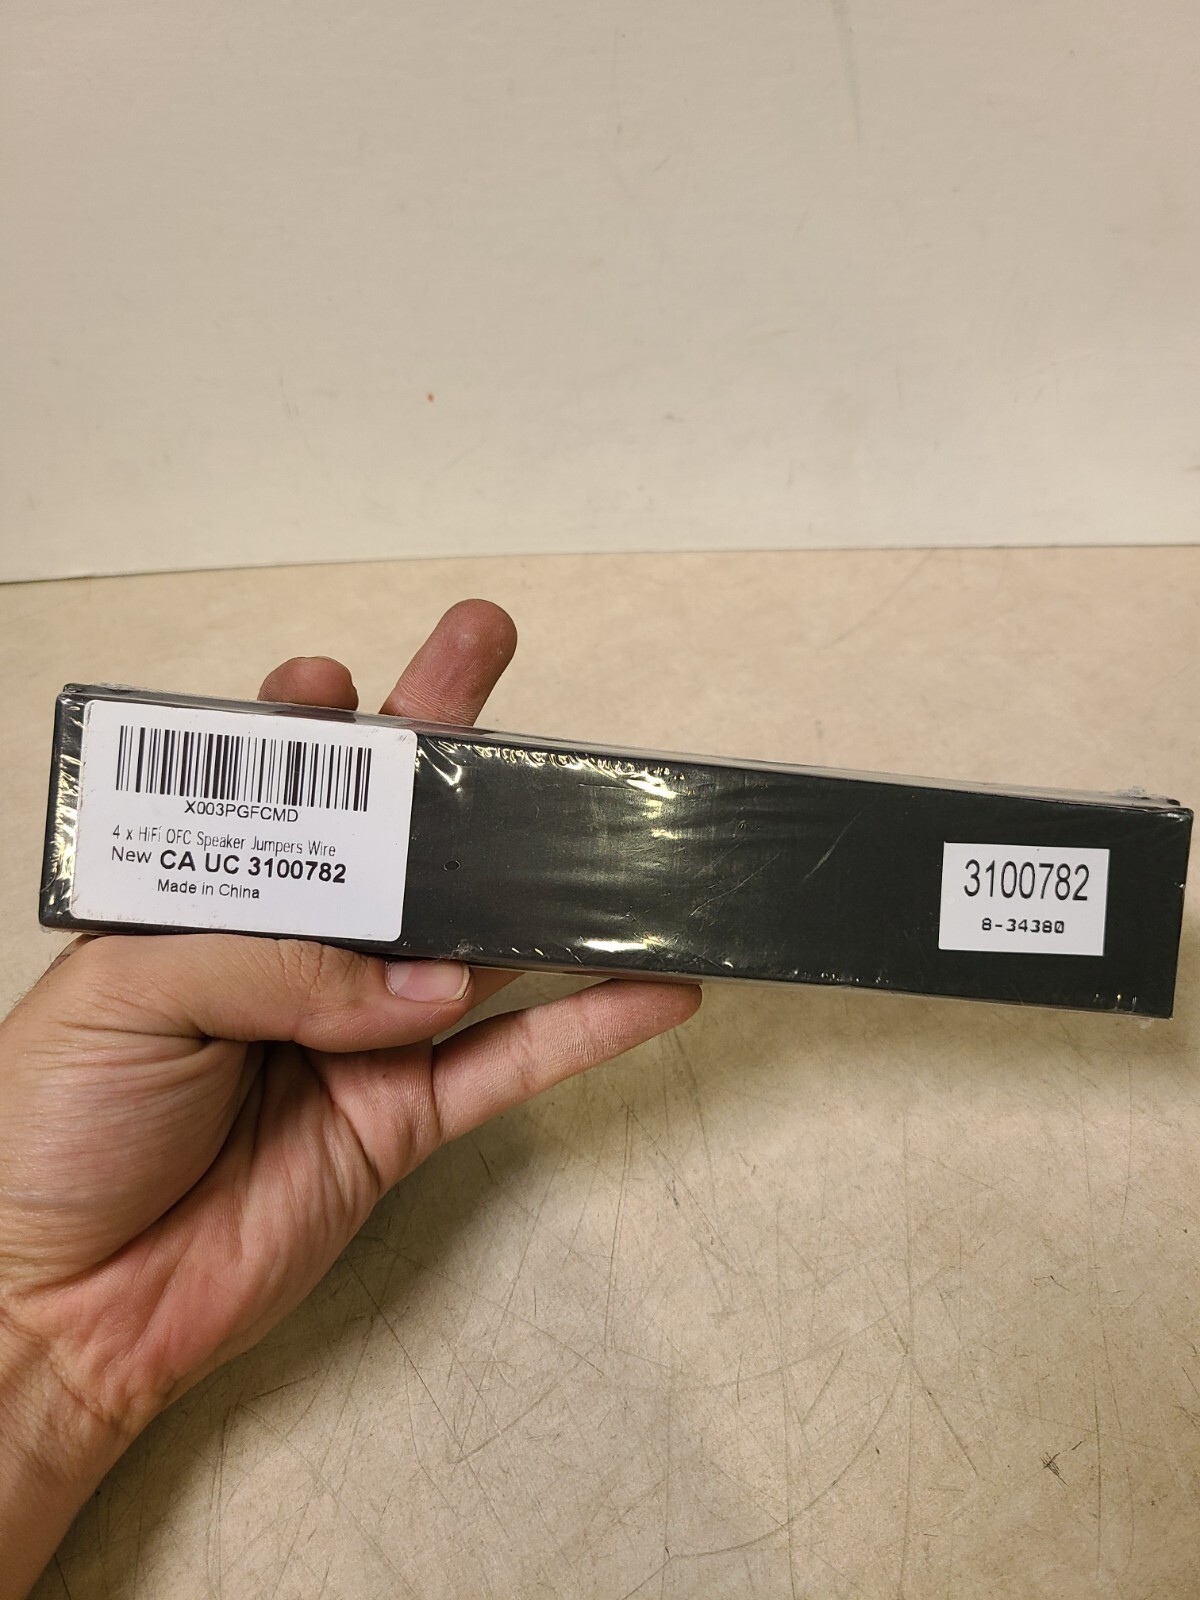 X003PGFCMD
4 x HiFi OFC Speaker Jumpers Wire
New CA UC 3100782
Made in China
3100782
8-34380